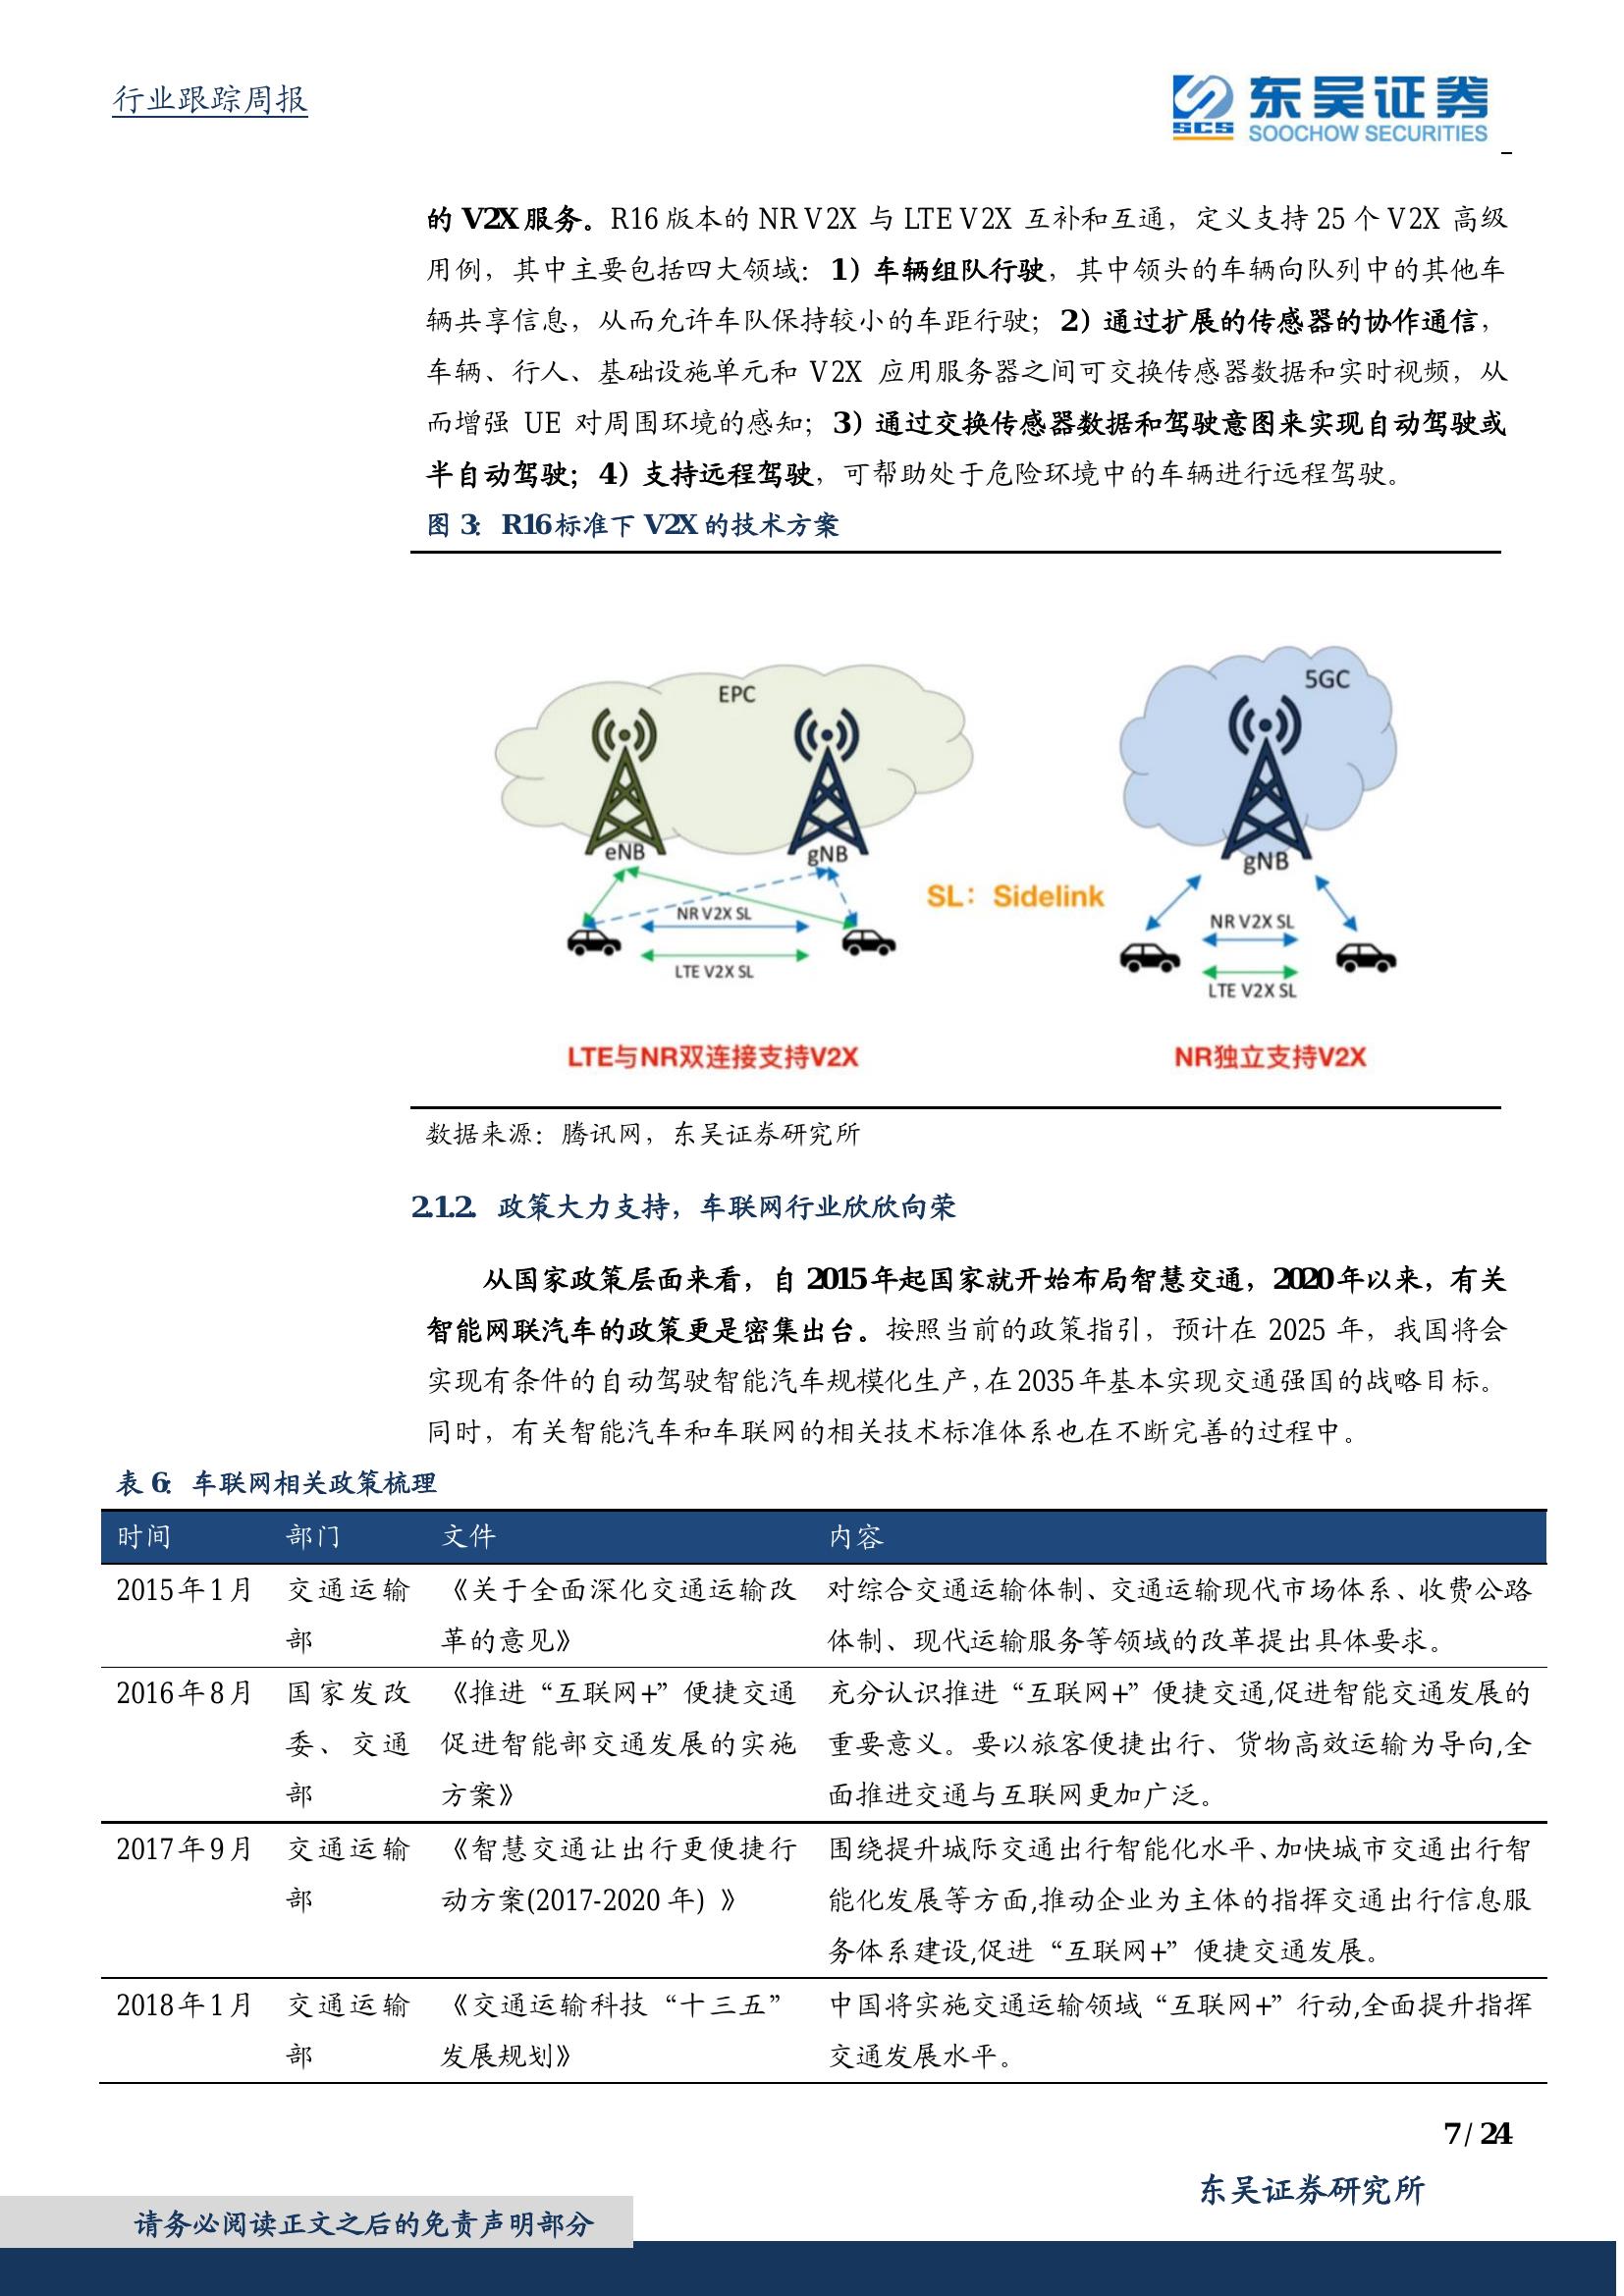 行业跟踪周报
SCS 东吴证券
SOOCHOW SECURITIES
的 V2X 服务。R16 版本的 NR V2X 与 LTE V2X 互补和互通，定义支持 25 个 V2X 高级
用例，其中主要包括四大领域：1）车辆组队行驶，其中领头的车辆向队列中的其他车
辆共享信息，从而允许车队保持较小的车距行驶；2）通过扩展的传感器的协作通信，
车辆、行人、基础设施单元和 V2X 应用服务器之间可交换传感器数据和实时视频，从
而增强 UE 对周围环境的感知；3）通过交换传感器数据和驾驶意图来实现自动驾驶或
半自动驾驶；4）支持远程驾驶，可帮助处于危险环境中的车辆进行远程驾驶。
图 3： R16 标准下 V2X 的技术方案
EPC
5GC
eNB
gNB
gNB
SL：Sidelink
NR V2X SL
LTE V2X SL
NR V2X SL
LTE V2X SL
LTE与NR双连接支持V2X
NR独立支持V2X
数据来源：腾讯网，东吴证券研究所
2.1.2. 政策大力支持，车联网行业欣欣向荣
从国家政策层面来看，自 2015 年起国家就开始布局智慧交通，2020 年以来，有关
智能网联汽车的政策更是密集出台。按照当前的政策指引，预计在 2025 年，我国将会
实现有条件的自动驾驶智能汽车规模化生产,在 2035 年基本实现交通强国的战略目标。
同时，有关智能汽车和车联网的相关技术标准体系也在不断完善的过程中。
表 6： 车联网相关政策梳理
时间 部门 文件 内容
2015 年 1 月 交通运输 《关于全面深化交通运输改 对综合交通运输体制、交通运输现代市场体系、收费公路
部 革的意见》 体制、现代运输服务等领域的改革提出具体要求。
2016 年 8 月 国家发改 《推进“互联网+”便捷交通 充分认识推进“互联网+”便捷交通,促进智能交通发展的
委、交通 促进智能部交通发展的实施 重要意义。要以旅客便捷出行、货物高效运输为导向,全
部 方案》 面推进交通与互联网更加广泛。
2017 年 9 月 交通运输 《智慧交通让出行更便捷行 围绕提升城际交通出行智能化水平、加快城市交通出行智
部 动方案(2017-2020 年) 》 能化发展等方面,推动企业为主体的指挥交通出行信息服
务体系建设,促进“互联网+”便捷交通发展。
2018 年 1 月 交通运输 《交通运输科技“十三五” 中国将实施交通运输领域“互联网+”行动,全面提升指挥
部 发展规划》 交通发展水平。
7 / 24
东吴证券研究所
请务必阅读正文之后的免责声明部分